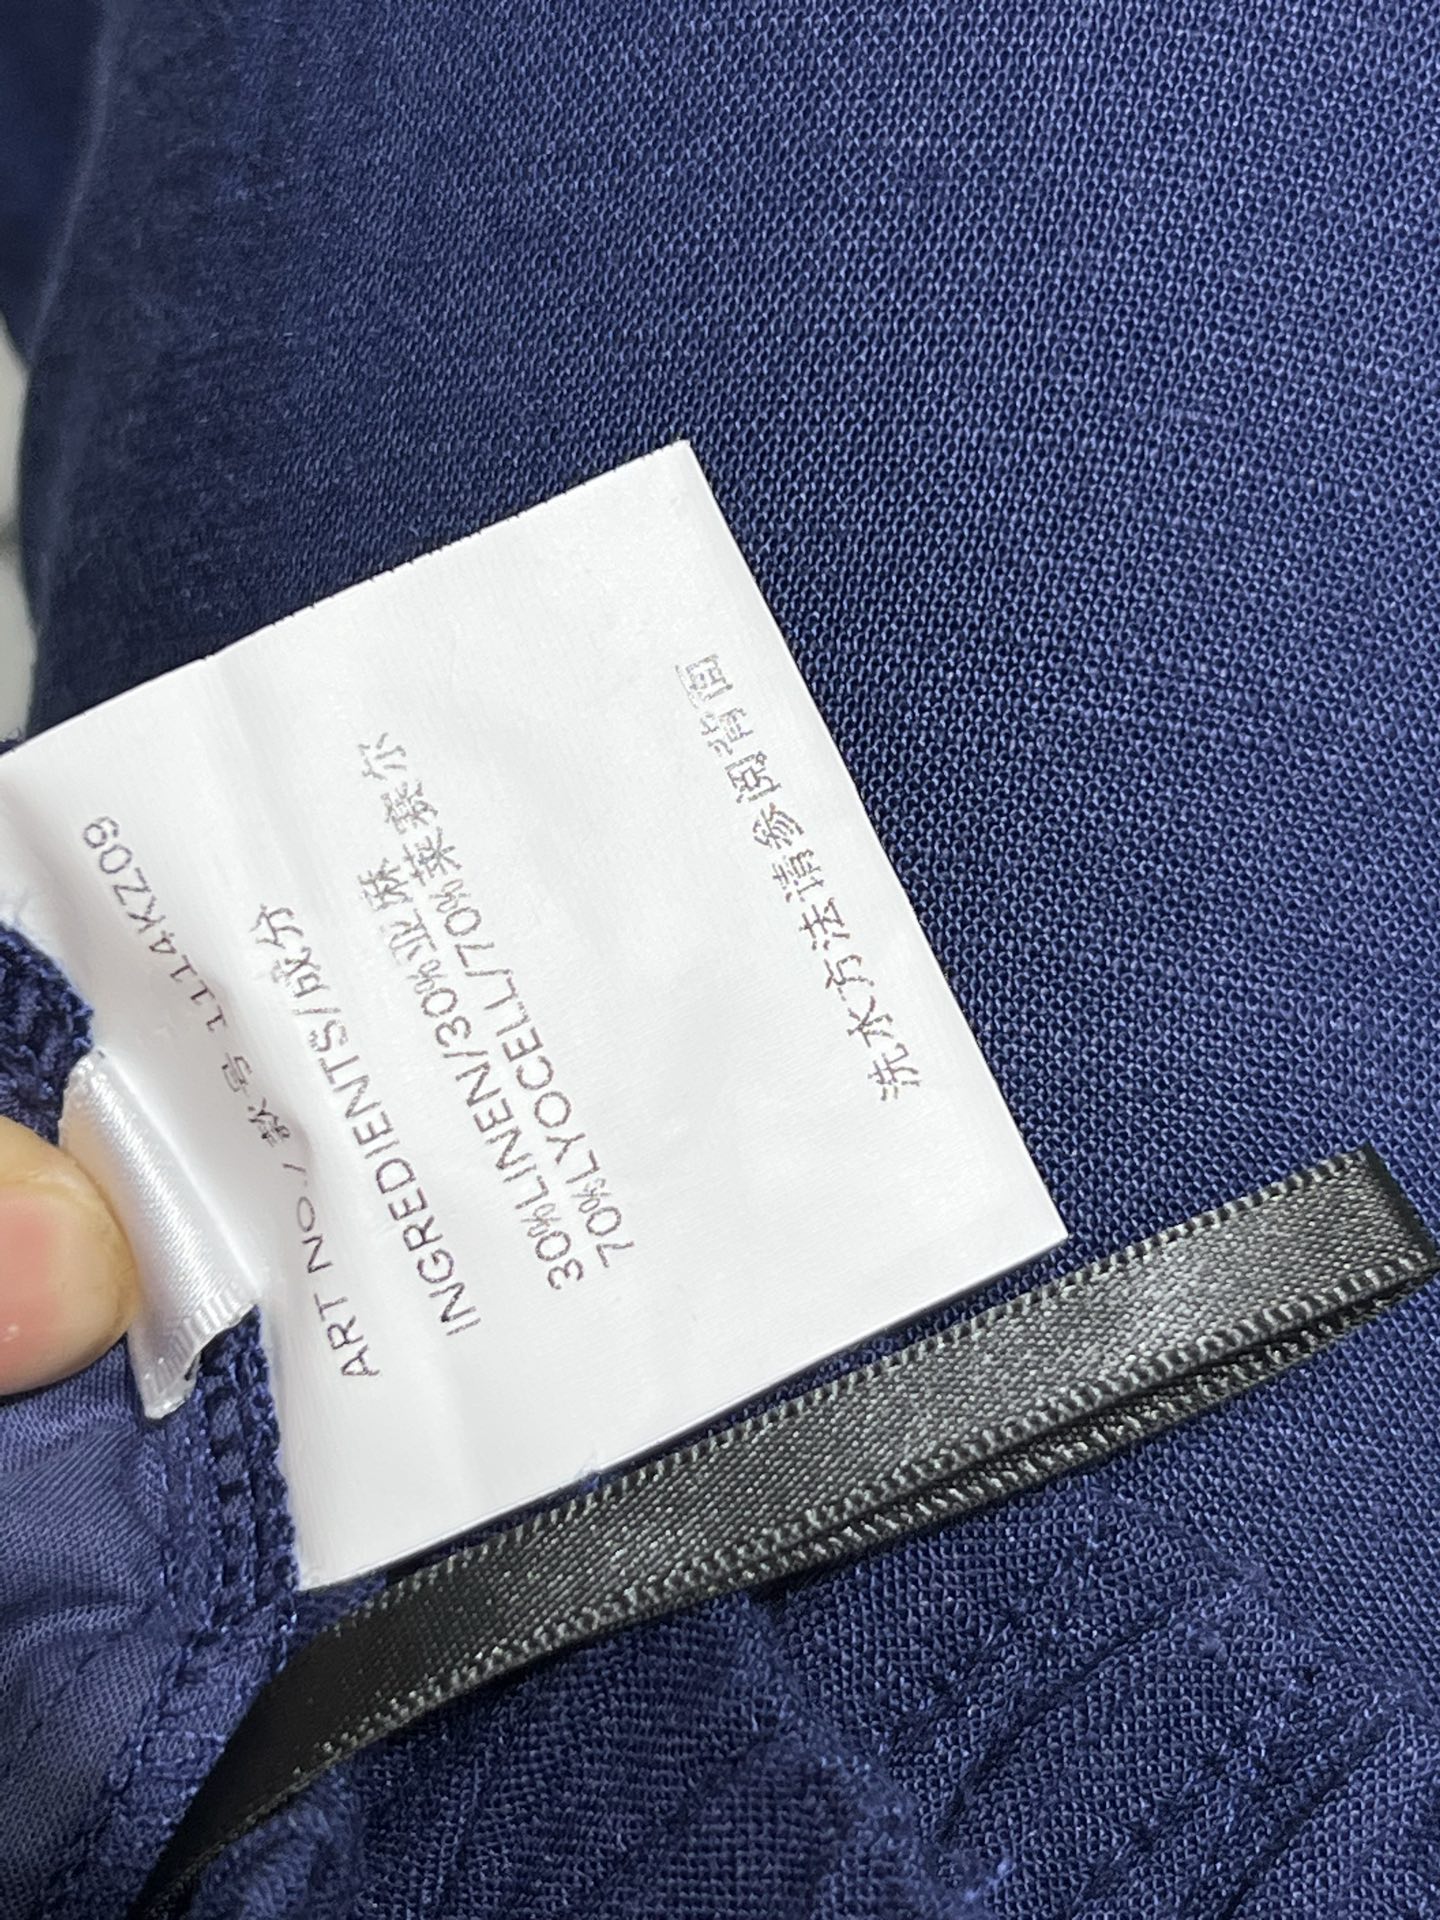 ART NO./款号 1114KZ09
INGREDIENTS/成分
30%LINEN/30%亚麻
70%LYOCELL/70%莱赛尔
洗水方法请参阅背面